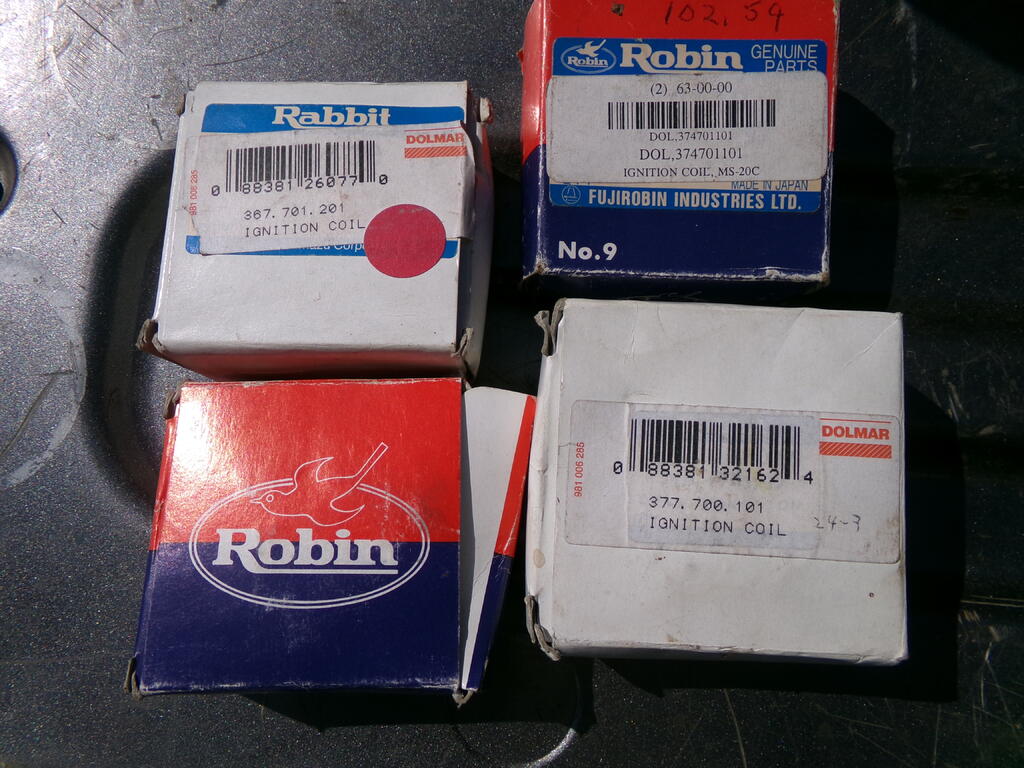 Rabbit
DOLMAR
981 006 285
0 88381 26077 0
367.701.201
IGNITION COIL
102.54
Robin
Robin
GENUINE
PARTS
(2) 63-00-00
DOL,374701101
DOL,374701101
IGNITION COIL, MS-20C
MADE IN JAPAN
FUJIROBIN INDUSTRIES LTD.
No.9
Robin
DOLMAR
981 006 285
0 88381 32162 4
377.700.101
IGNITION COIL
24-3